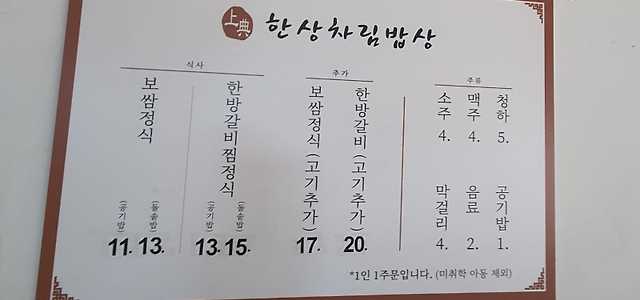 上典 한상차림밥상
식사
보쌈정식
(공기밥) 11.
(돌솥밥) 13.
한방갈비찜정식
(공기밥) 13.
(돌솥밥) 15.
추가
보쌈정식(고기추가)
17.
한방갈비(고기추가)
20.
주류
소주 4.
맥주 4.
청하 5.
막걸리 4.
음료 2.
공기밥 1.
*1인 1주문입니다. (미취학 아동 제외)